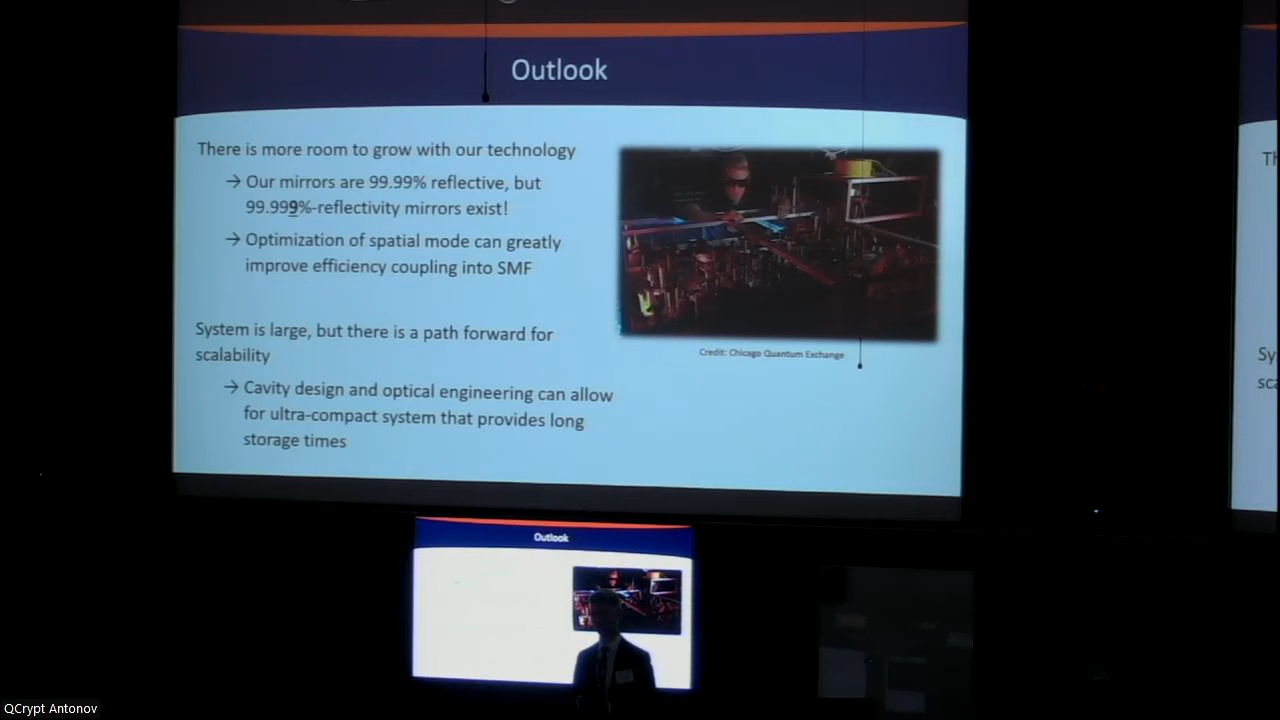 Outlook
There is more room to grow with our technology
→ Our mirrors are 99.99% reflective, but
99.999%-reflectivity mirrors exist!
→ Optimization of spatial mode can greatly
improve efficiency coupling into SMF
System is large, but there is a path forward for
scalability
→ Cavity design and optical engineering can allow
for ultra-compact system that provides long
storage times
Credit: Chicago Quantum Exchange
Th
Sy
sca
Outlook
QCrypt Antonov